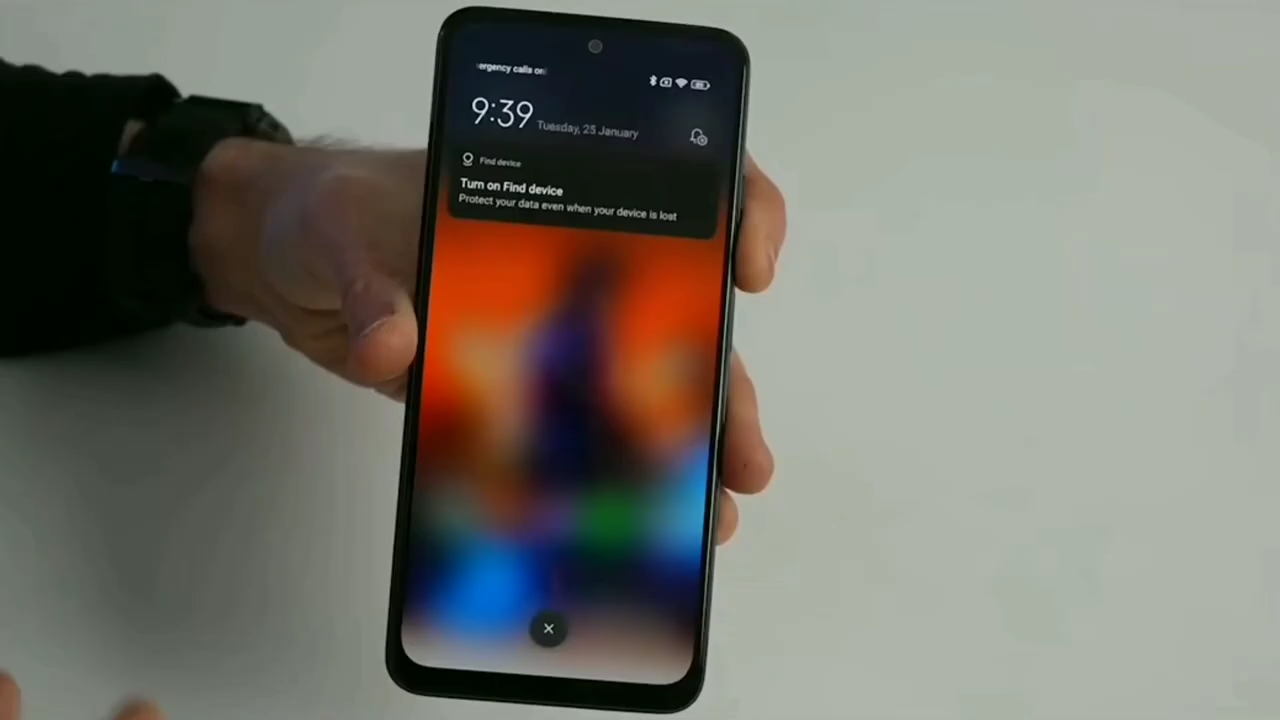 ergency calls on
9:39 Tuesday, 25 January
Find device
Turn on Find device
Protect your data even when your device is lost